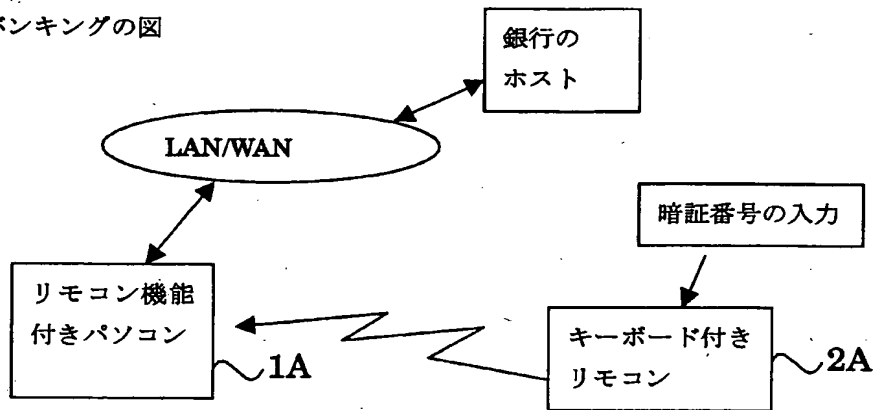 バンキングの図
銀行の
ホスト
LAN/WAN
暗証番号の入力
リモコン機能
付きパソコン
1A
キーボード付き
リモコン
2A